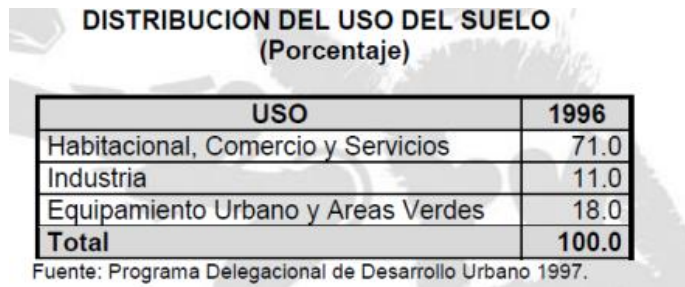 DISTRIBUCIÓN DEL USO DEL SUELO
(Porcentaje)
USO 1996
Habitacional, Comercio y Servicios 71.0
Industria 11.0
Equipamiento Urbano y Areas Verdes 18.0
Total 100.0
Fuente: Programa Delegacional de Desarrollo Urbano 1997.